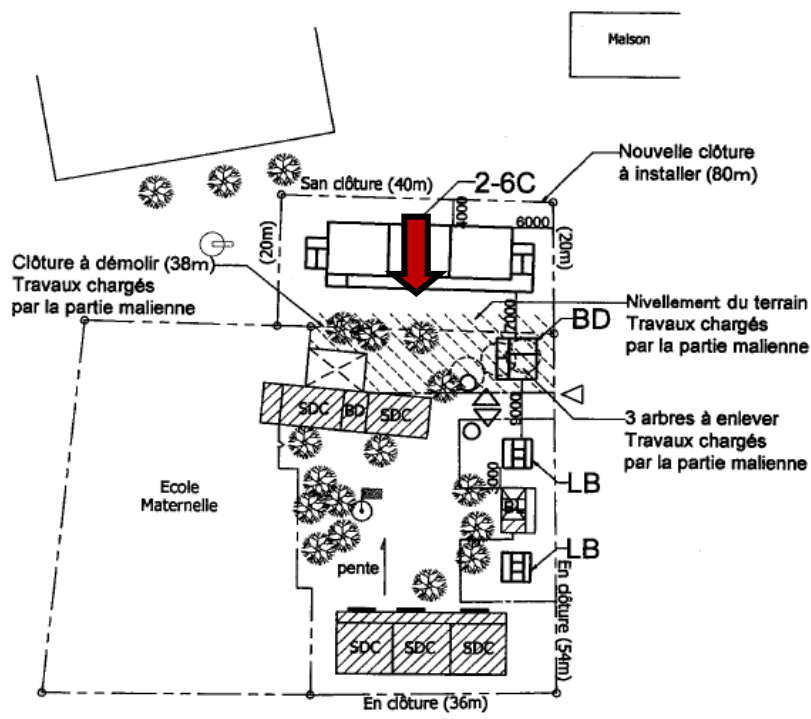 Maison
Nouvelle clôture
à installer (80m)
San clôture (40m)
2-6C
4000
6000
(20m)
(20m)
Clôture à démolir (38m)
Travaux chargés
par la partie malienne
Nivellement du terrain
Travaux chargés
par la partie malienne
7000
BD
SDC
BD
SDC
6000
3 arbres à enlever
Travaux chargés
par la partie malienne
LB
Ecole
Maternelle
LB
pente
En clôture (54m)
SDC
SDC
SDC
En clôture (36m)